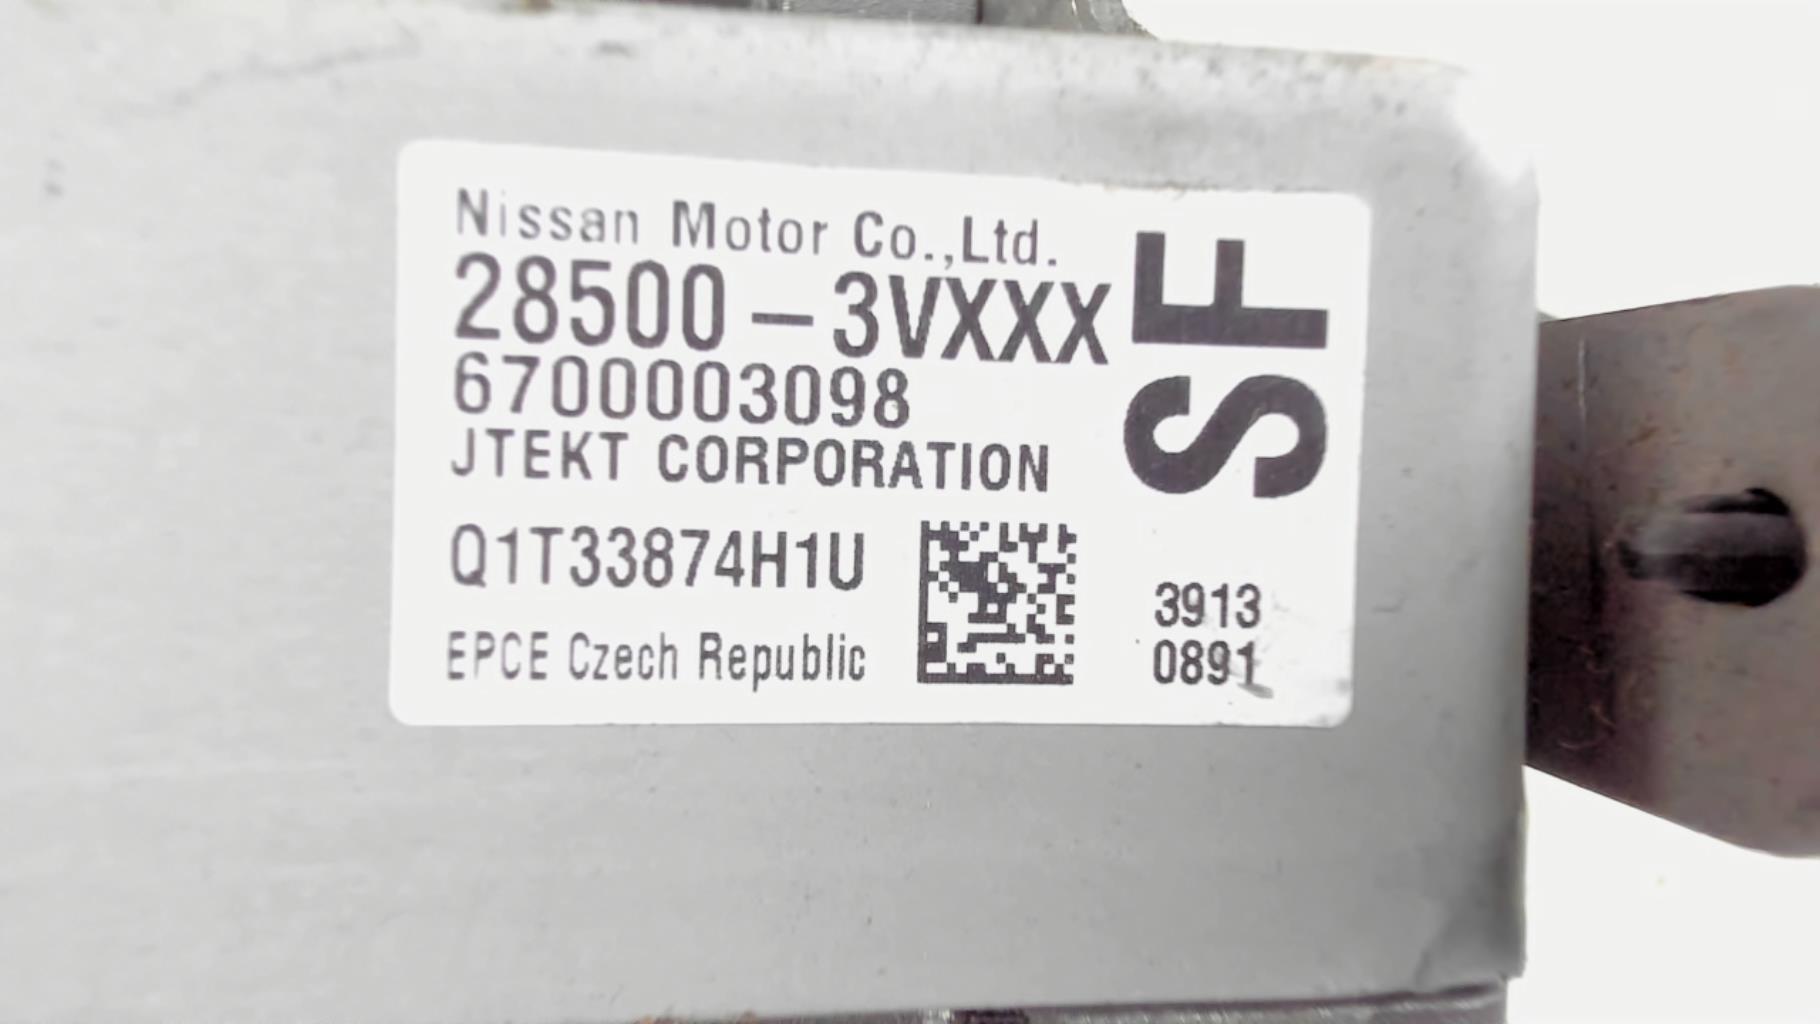 Nissan Motor Co.,Ltd.
28500-3VXXX
6700003098
JTEKT CORPORATION
SF
Q1T33874H1U
3913
EPCE Czech Republic
0891